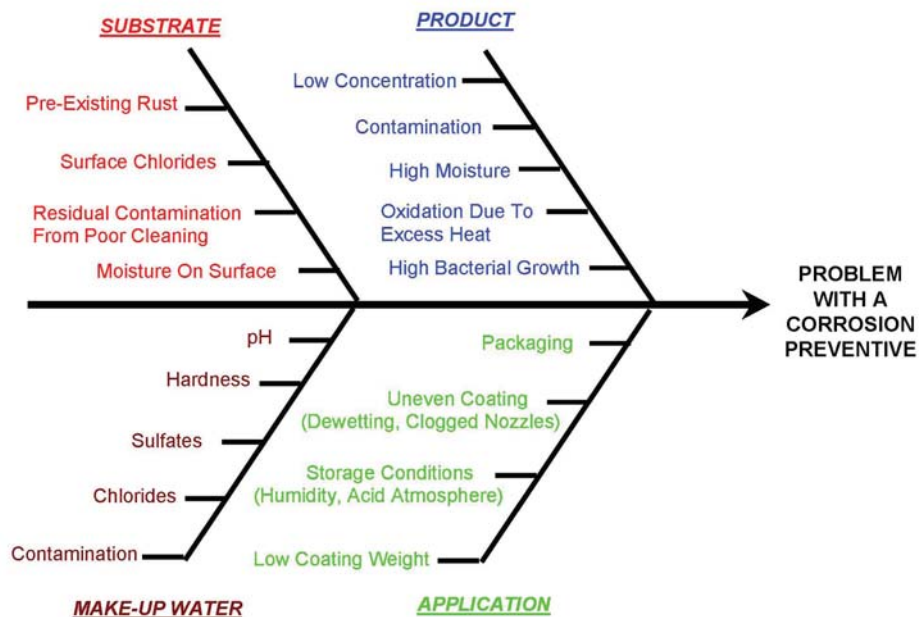 SUBSTRATE
Pre-Existing Rust
Surface Chlorides
Residual Contamination
From Poor Cleaning
Moisture On Surface
PRODUCT
Low Concentration
Contamination
High Moisture
Oxidation Due To
Excess Heat
High Bacterial Growth
PROBLEM
WITH A
CORROSION
PREVENTIVE
pH
Hardness
Sulfates
Chlorides
Contamination
MAKE-UP WATER
Packaging
Uneven Coating
(Dewetting, Clogged Nozzles)
Storage Conditions
(Humidity, Acid Atmosphere)
Low Coating Weight
APPLICATION